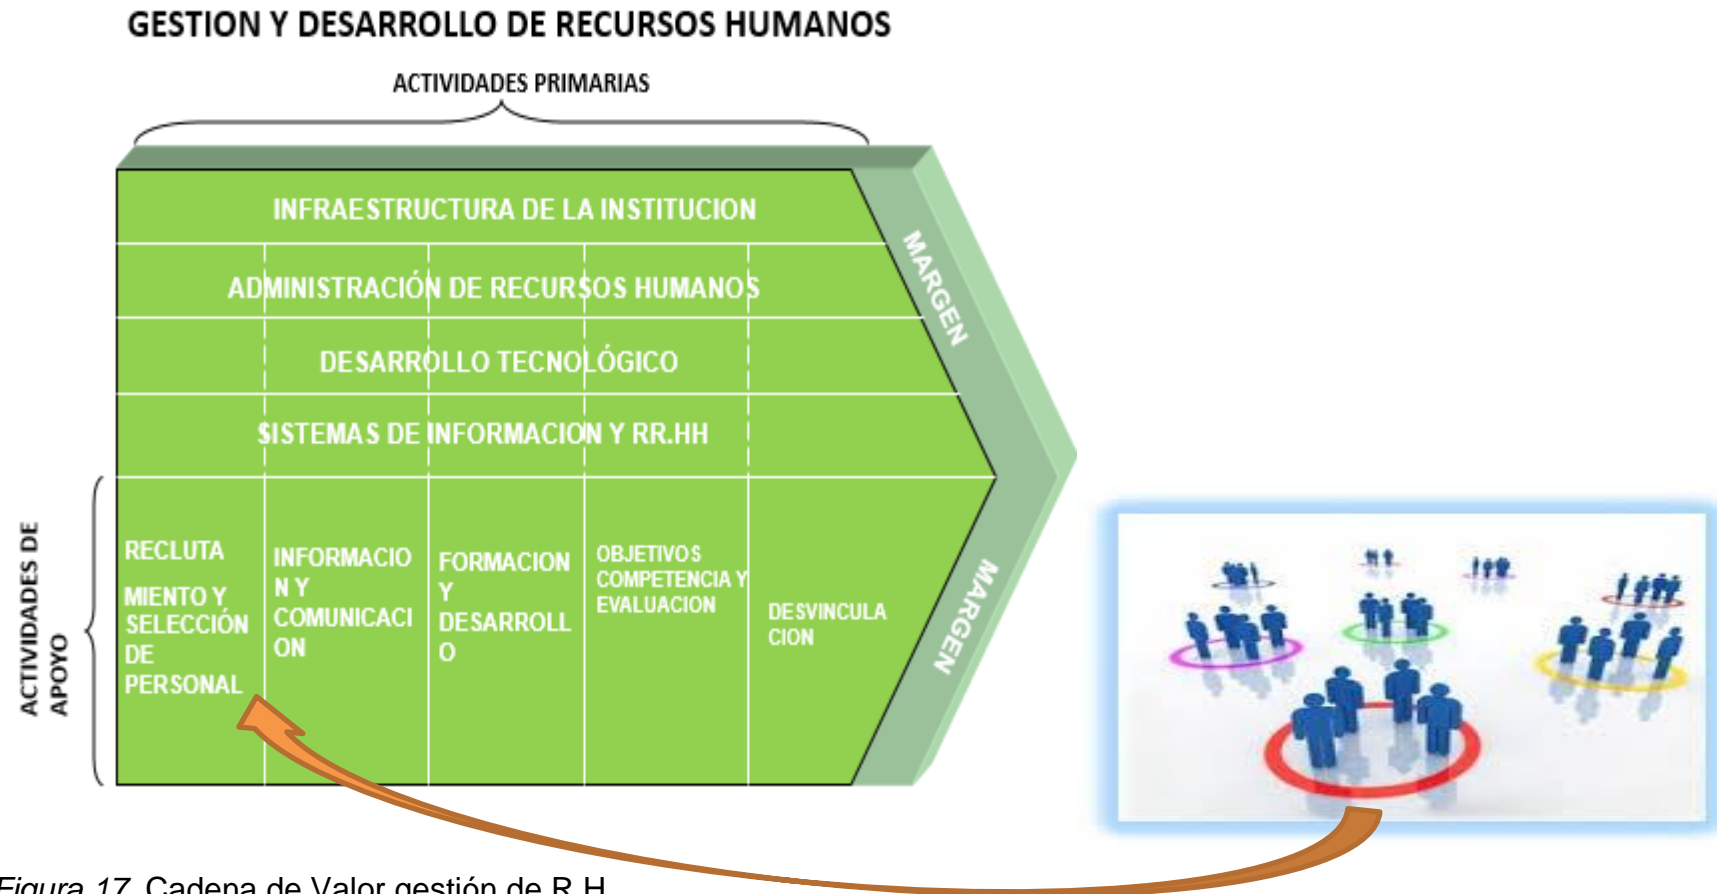 GESTION Y DESARROLLO DE RECURSOS HUMANOS
ACTIVIDADES PRIMARIAS
INFRAESTRUCTURA DE LA INSTITUCION
ADMINISTRACIÓN DE RECURSOS HUMANOS
DESARROLLO TECNOLÓGICO
SISTEMAS DE INFORMACION Y RR.HH
MARGEN
MARGEN
ACTIVIDADES DE
APOYO
RECLUTA
MIENTO Y
SELECCIÓN
DE
PERSONAL
INFORMACIO
N Y
COMUNICACI
ON
FORMACION
Y
DESARROLL
O
OBJETIVOS
COMPETENCIA Y
EVALUACION
DESVINCULA
CION
Figura 17. Cadena de Valor gestión de R.H.